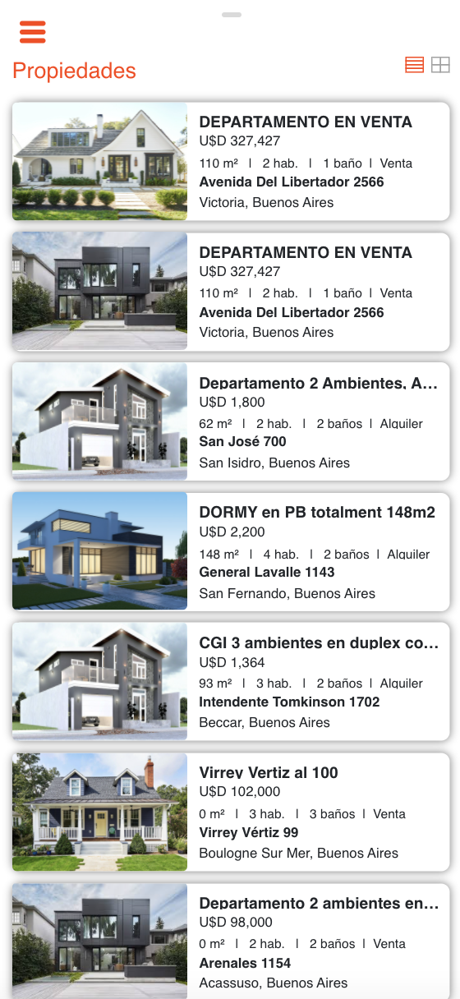 Propiedades
DEPARTAMENTO EN VENTA
U$D 327,427
110 m² I 2 hab. I 1 baño I Venta
Avenida Del Libertador 2566
Victoria, Buenos Aires
DEPARTAMENTO EN VENTA
U$D 327,427
110 m² I 2 hab. I 1 baño I Venta
Avenida Del Libertador 2566
Victoria, Buenos Aires
Departamento 2 Ambientes, A...
U$D 1,800
62 m² I 2 hab. I 2 baños I Alquiler
San José 700
San Isidro, Buenos Aires
DORMY en PB totalment 148m2
U$D 2,200
148 m² I 4 hab. I 2 baños I Alquiler
General Lavalle 1143
San Fernando, Buenos Aires
CGI 3 ambientes en duplex co...
U$D 1,364
93 m² I 3 hab. I 2 baños I Alquiler
Intendente Tomkinson 1702
Beccar, Buenos Aires
Virrey Vertiz al 100
U$D 102,000
0 m² I 3 hab. I 3 baños I Venta
Virrey Vértiz 99
Boulogne Sur Mer, Buenos Aires
Departamento 2 ambientes en...
U$D 98,000
0 m² I 2 hab. I 2 baños I Venta
Arenales 1154
Acassuso, Buenos Aires